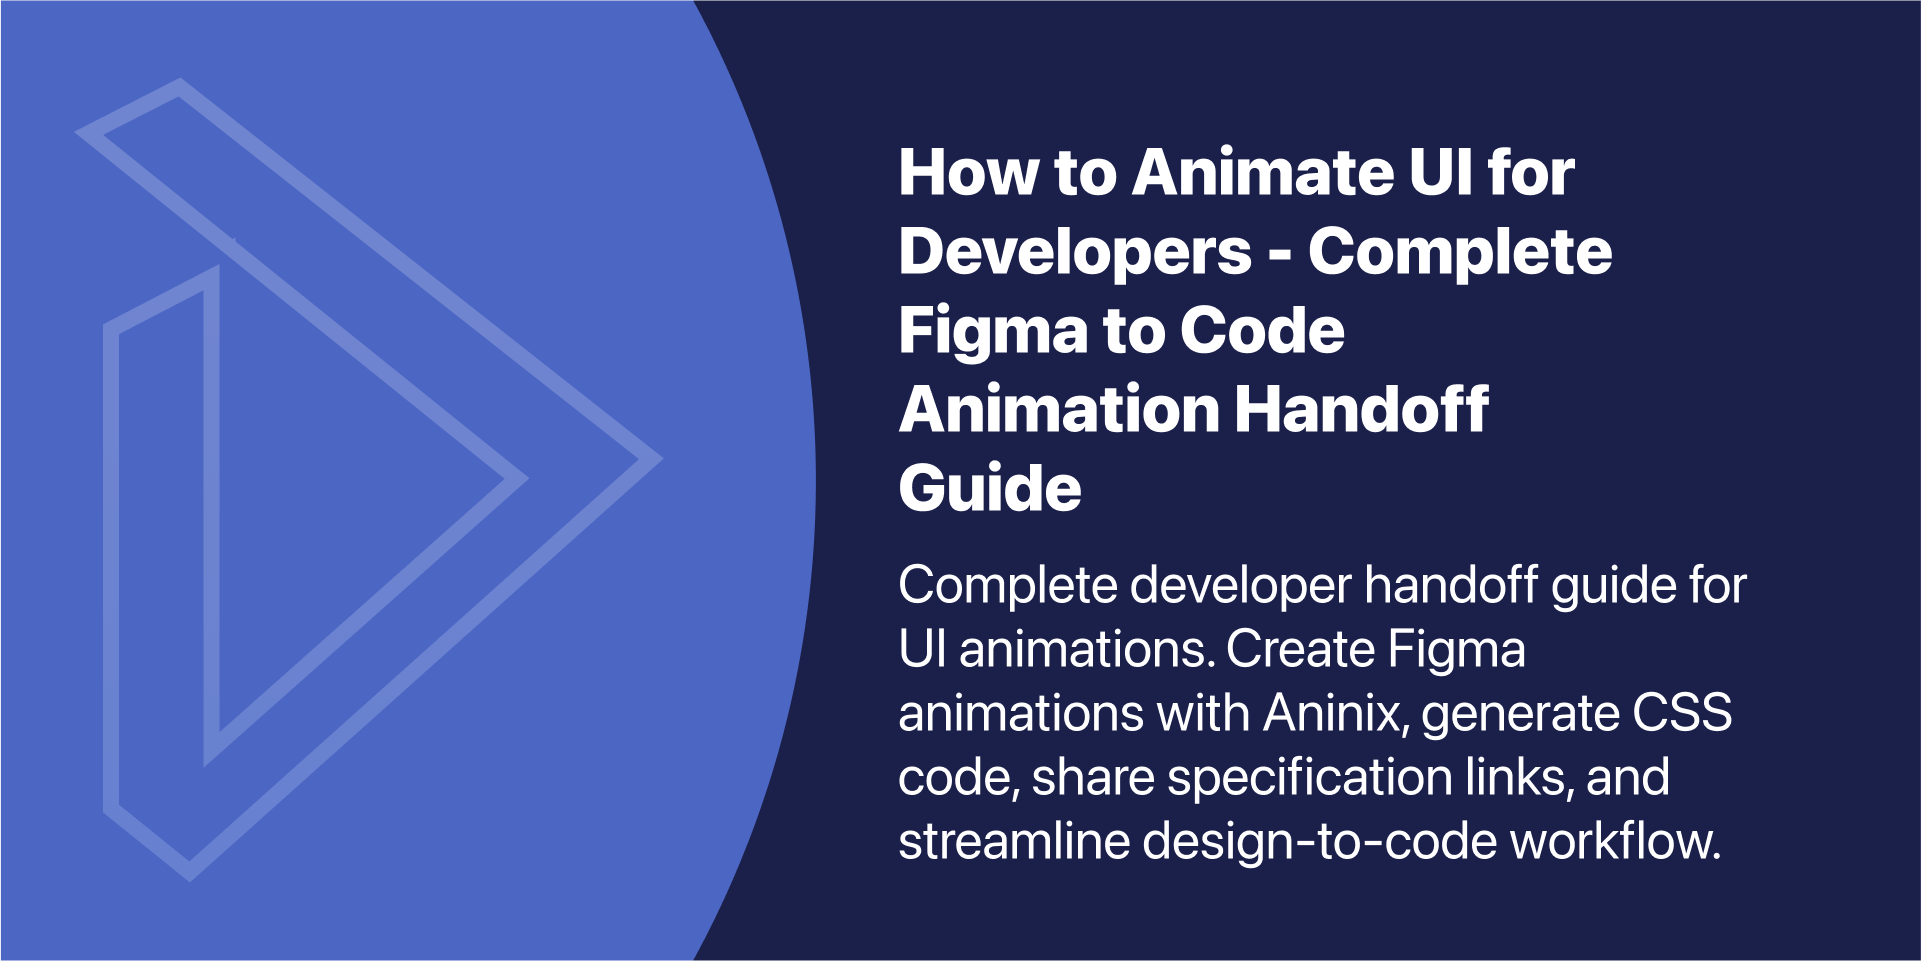 How to Animate UI for
Developers - Complete
Figma to Code
Animation Handoff
Guide
Complete developer handoff guide for
UI animations. Create Figma
animations with Aninix, generate CSS
code, share specification links, and
streamline design-to-code workflow.